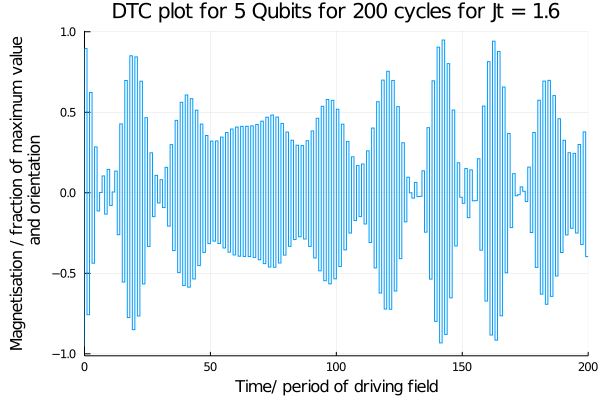 DTC plot for 5 Qubits for 200 cycles for Jt = 1.6
Magnetisation / fraction of maximum value
and orientation
1.0
0.5
0.0
−0.5
−1.0
0
50
100
150
200
Time/ period of driving field